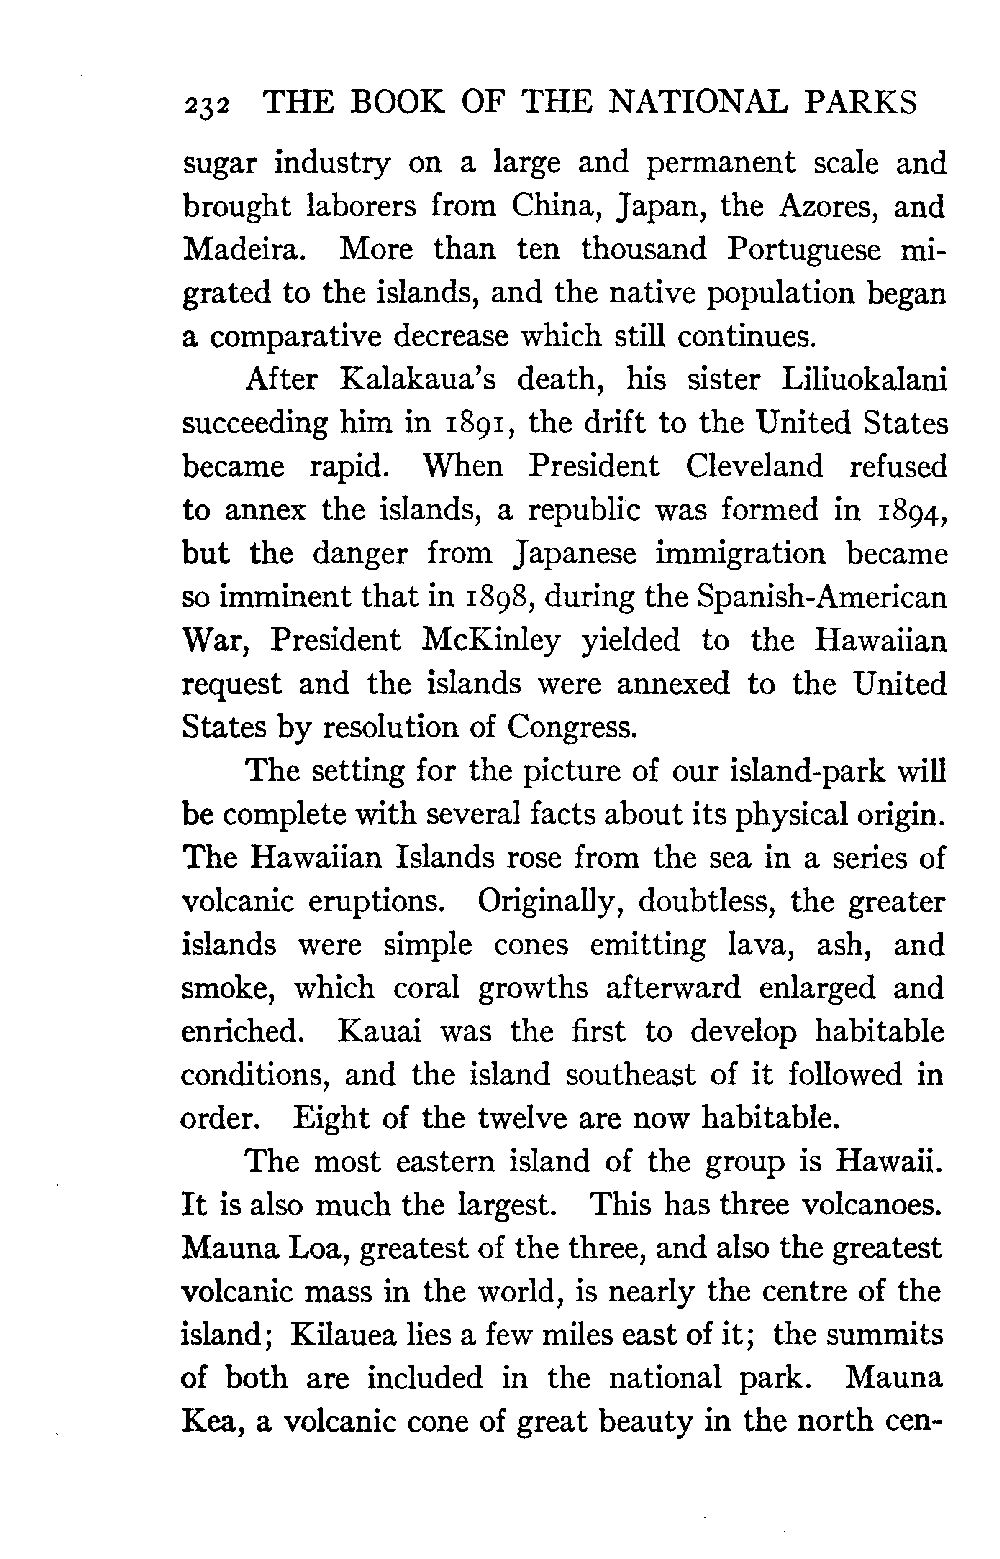 232 THE BOOK OF THE NATIONAL PARKS
sugar industry on a large and permanent scale and
brought laborers from China, Japan, the Azores, and
Madeira. More than ten thousand Portuguese mi-
grated to the islands, and the native population began
a comparative decrease which still continues.
After Kalakaua's death, his sister Liliuokalani
succeeding him in 1891, the drift to the United States
became rapid. When President Cleveland refused
to annex the islands, a republic was formed in 1894,
but the danger from Japanese immigration became
so imminent that in 1898, during the Spanish-American
War, President McKinley yielded to the Hawaiian
request and the islands were annexed to the United
States by resolution of Congress.
The setting for the picture of our island-park will
be complete with several facts about its physical origin.
The Hawaiian Islands rose from the sea in a series of
volcanic eruptions. Originally, doubtless, the greater
islands were simple cones emitting lava, ash, and
smoke, which coral growths afterward enlarged and
enriched. Kauai was the first to develop habitable
conditions, and the island southeast of it followed in
order. Eight of the twelve are now habitable.
The most eastern island of the group is Hawaii.
It is also much the largest. This has three volcanoes.
Mauna Loa, greatest of the three, and also the greatest
volcanic mass in the world, is nearly the centre of the
island; Kilauea lies a few miles east of it; the summits
of both are included in the national park. Mauna
Kea, a volcanic cone of great beauty in the north cen-